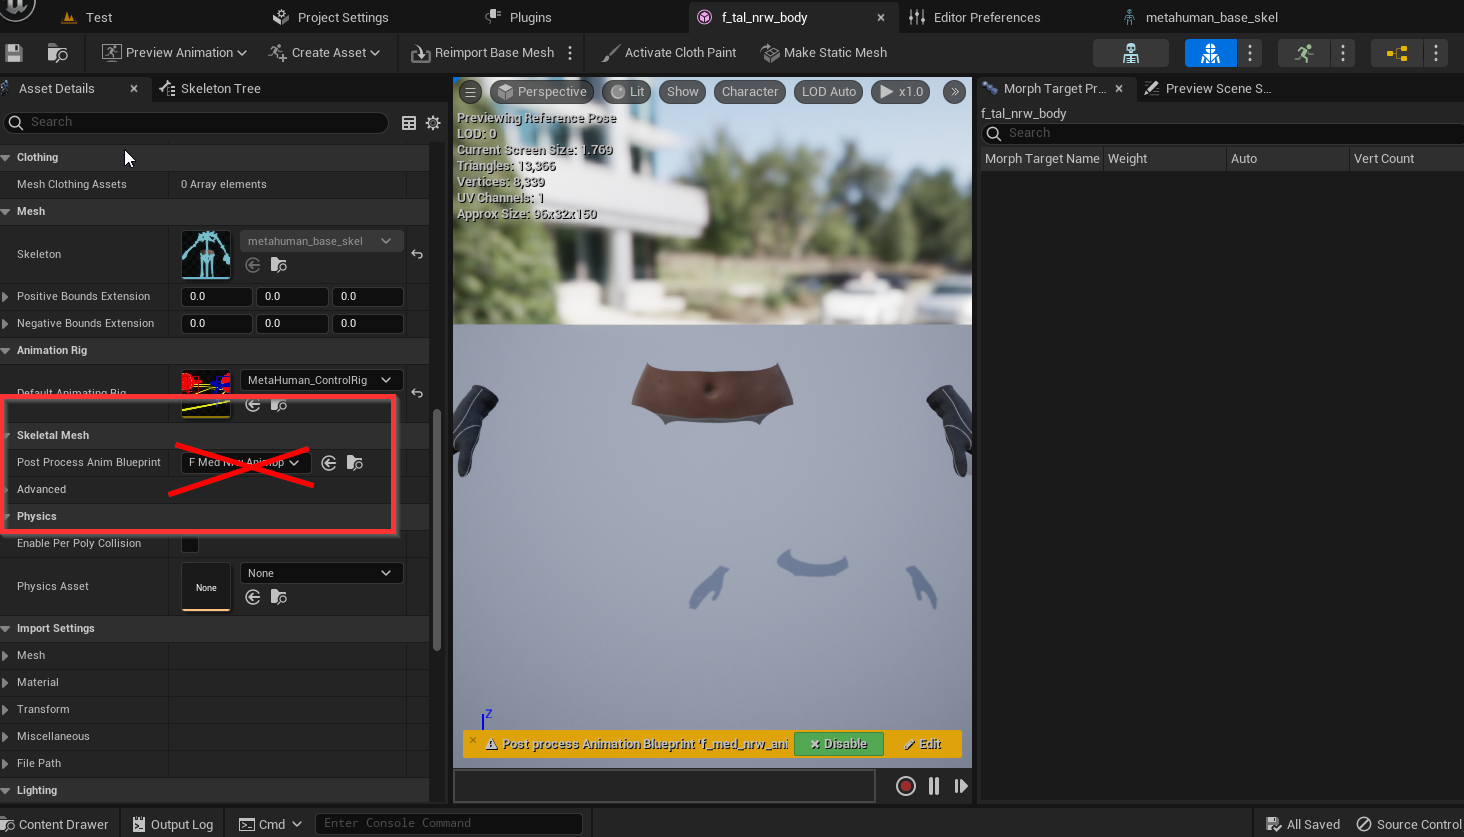 Test
Project Settings
Plugins
f_tal_nrw_body
Editor Preferences
metahuman_base_skel
Preview Animation
Create Asset
Reimport Base Mesh
Activate Cloth Paint
Make Static Mesh
Asset Details
Skeleton Tree
Search
Clothing
Mesh Clothing Assets
0 Array elements
Mesh
Skeleton
metahuman_base_skel
Positive Bounds Extension
0.0
0.0
0.0
Negative Bounds Extension
0.0
0.0
0.0
Animation Rig
Default Animating Rig
MetaHuman_ControlRig
Skeletal Mesh
Post Process Anim Blueprint
F Med Nrw Animbp
Advanced
Physics
Enable Per Poly Collision
Physics Asset
None
None
Import Settings
Mesh
Material
Transform
Miscellaneous
File Path
Lighting
Perspective
Lit
Show
Character
LOD Auto
x1.0
Previewing Reference Pose
LOD: 0
Current Screen Size: 1.769
Triangles: 13,366
Vertices: 8,339
UV Channels: 1
Approx Size: 96x32x150
Z
Post process Animation Blueprint 'f_med_nrw_ani
Disable
Edit
Morph Target Pr...
Preview Scene S...
f_tal_nrw_body
Search
Morph Target Name
Weight
Auto
Vert Count
Content Drawer
Output Log
Cmd
Enter Console Command
All Saved
Source Control